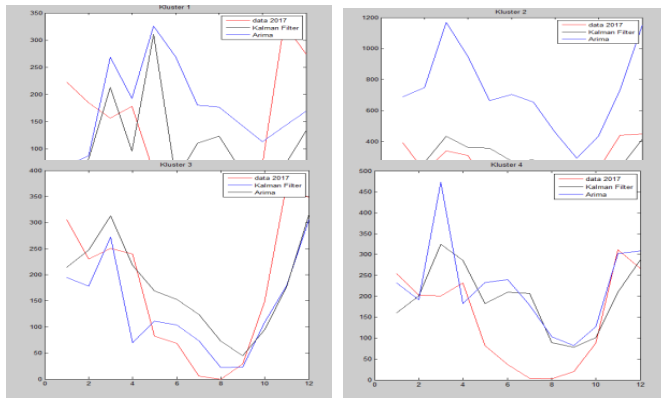 Kluster 1
350
300
250
200
150
100
data 2017
Kalman Filter
Arima
Kluster 2
1200
1000
800
600
400
data 2017
Kalman Filter
Arima
Kluster 3
400
350
300
250
200
150
100
50
0
0 2 4 6 8 10 12
data 2017
Kalman Filter
Arima
Kluster 4
500
450
400
350
300
250
200
150
100
50
0
0 2 4 6 8 10 12
data 2017
Kalman Filter
Arima